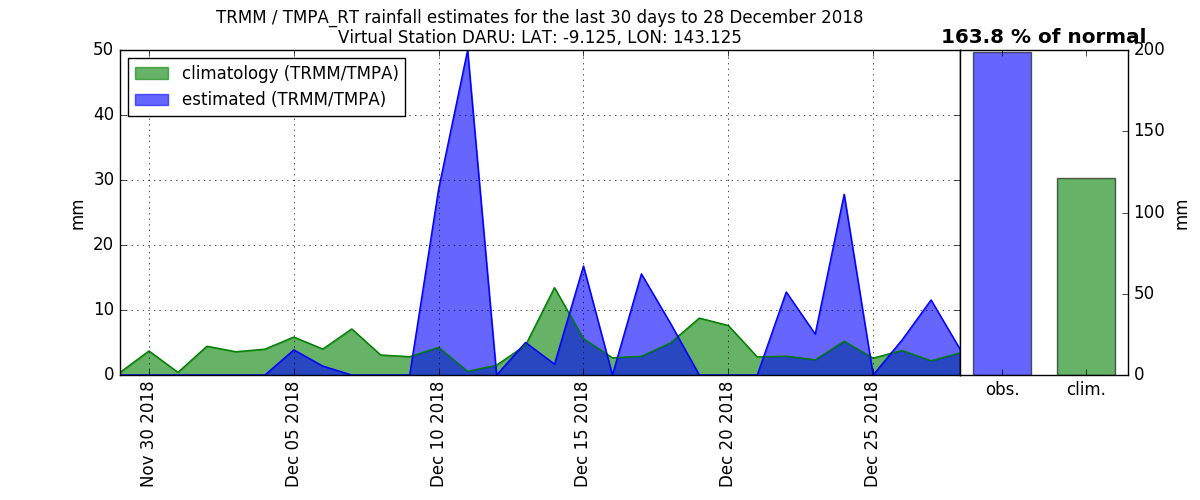 TRMM / TMPA_RT rainfall estimates for the last 30 days to 28 December 2018
Virtual Station DARU: LAT: -9.125, LON: 143.125
163.8 % of normal
climatology (TRMM/TMPA)
estimated (TRMM/TMPA)
50
40
30
20
10
0
mm
Nov 30 2018
Dec 05 2018
Dec 10 2018
Dec 15 2018
Dec 20 2018
Dec 25 2018
200
150
100
50
0
mm
obs.
clim.